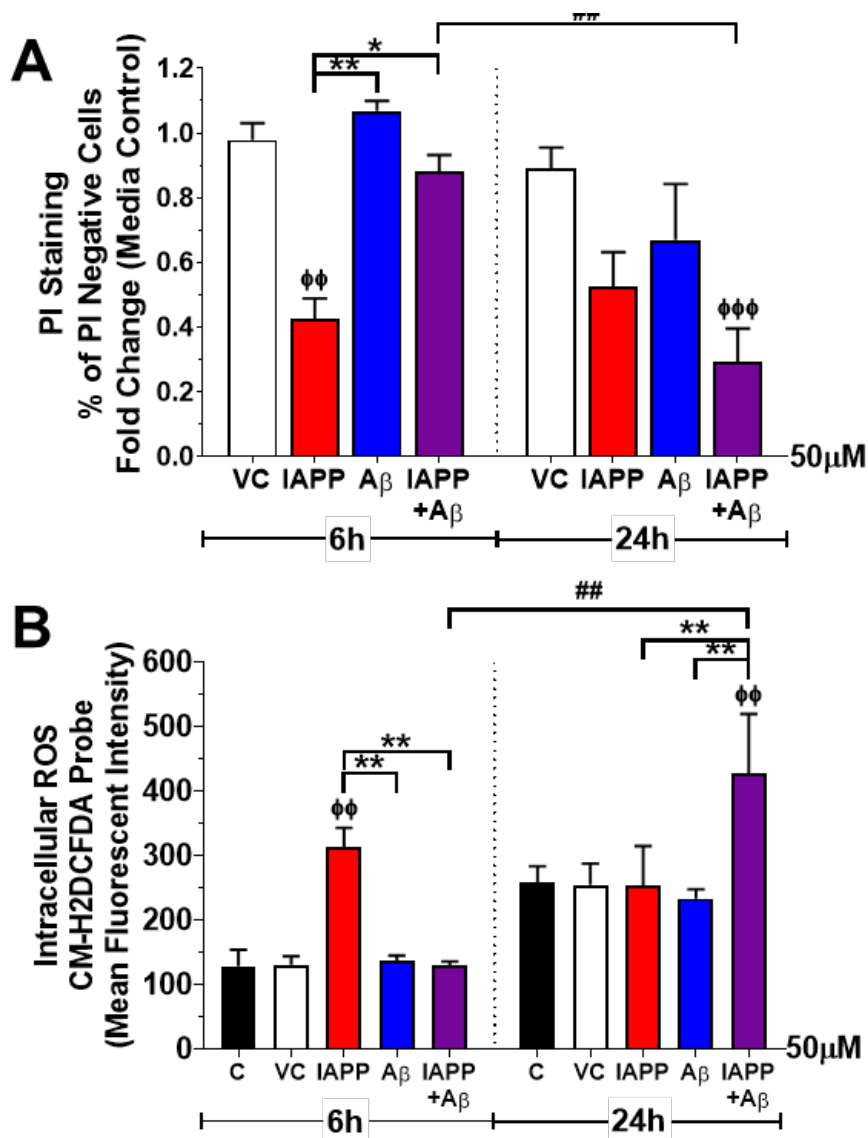 ##
A
*
**
PI Staining
% of PI Negative Cells
Fold Change (Media Control)
1.2
1.0
0.8
0.6
0.4
0.2
0.0
ϕϕ
ϕϕϕ
50μM
VC IAPP Aβ IAPP VC IAPP Aβ IAPP
+Aβ +Aβ
6h 24h
B
##
**
**
ϕϕ
**
**
ϕϕ
Intracellular ROS
CM-H2DCFDA Probe
(Mean Fluorescent Intensity)
600
500
400
300
200
100
0
50μM
C VC IAPP Aβ IAPP C VC IAPP Aβ IAPP
+Aβ +Aβ
6h 24h